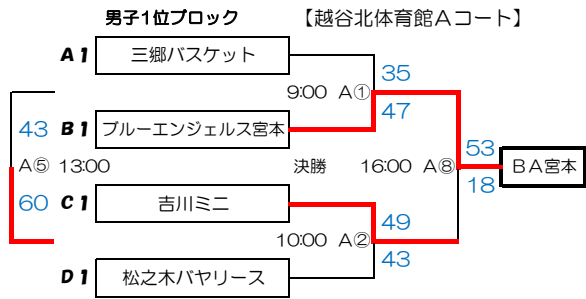 男子1位ブロック 【越谷北体育館Aコート】
A1 三郷バスケット
35
9:00 A①
47
43 B1 ブルーエンジェルス宮本
53
A⑤ 13:00 決勝 16:00 A⑧ BA宮本
18
60 C1 吉川ミニ
49
10:00 A②
43
D1 松之木バヤリース